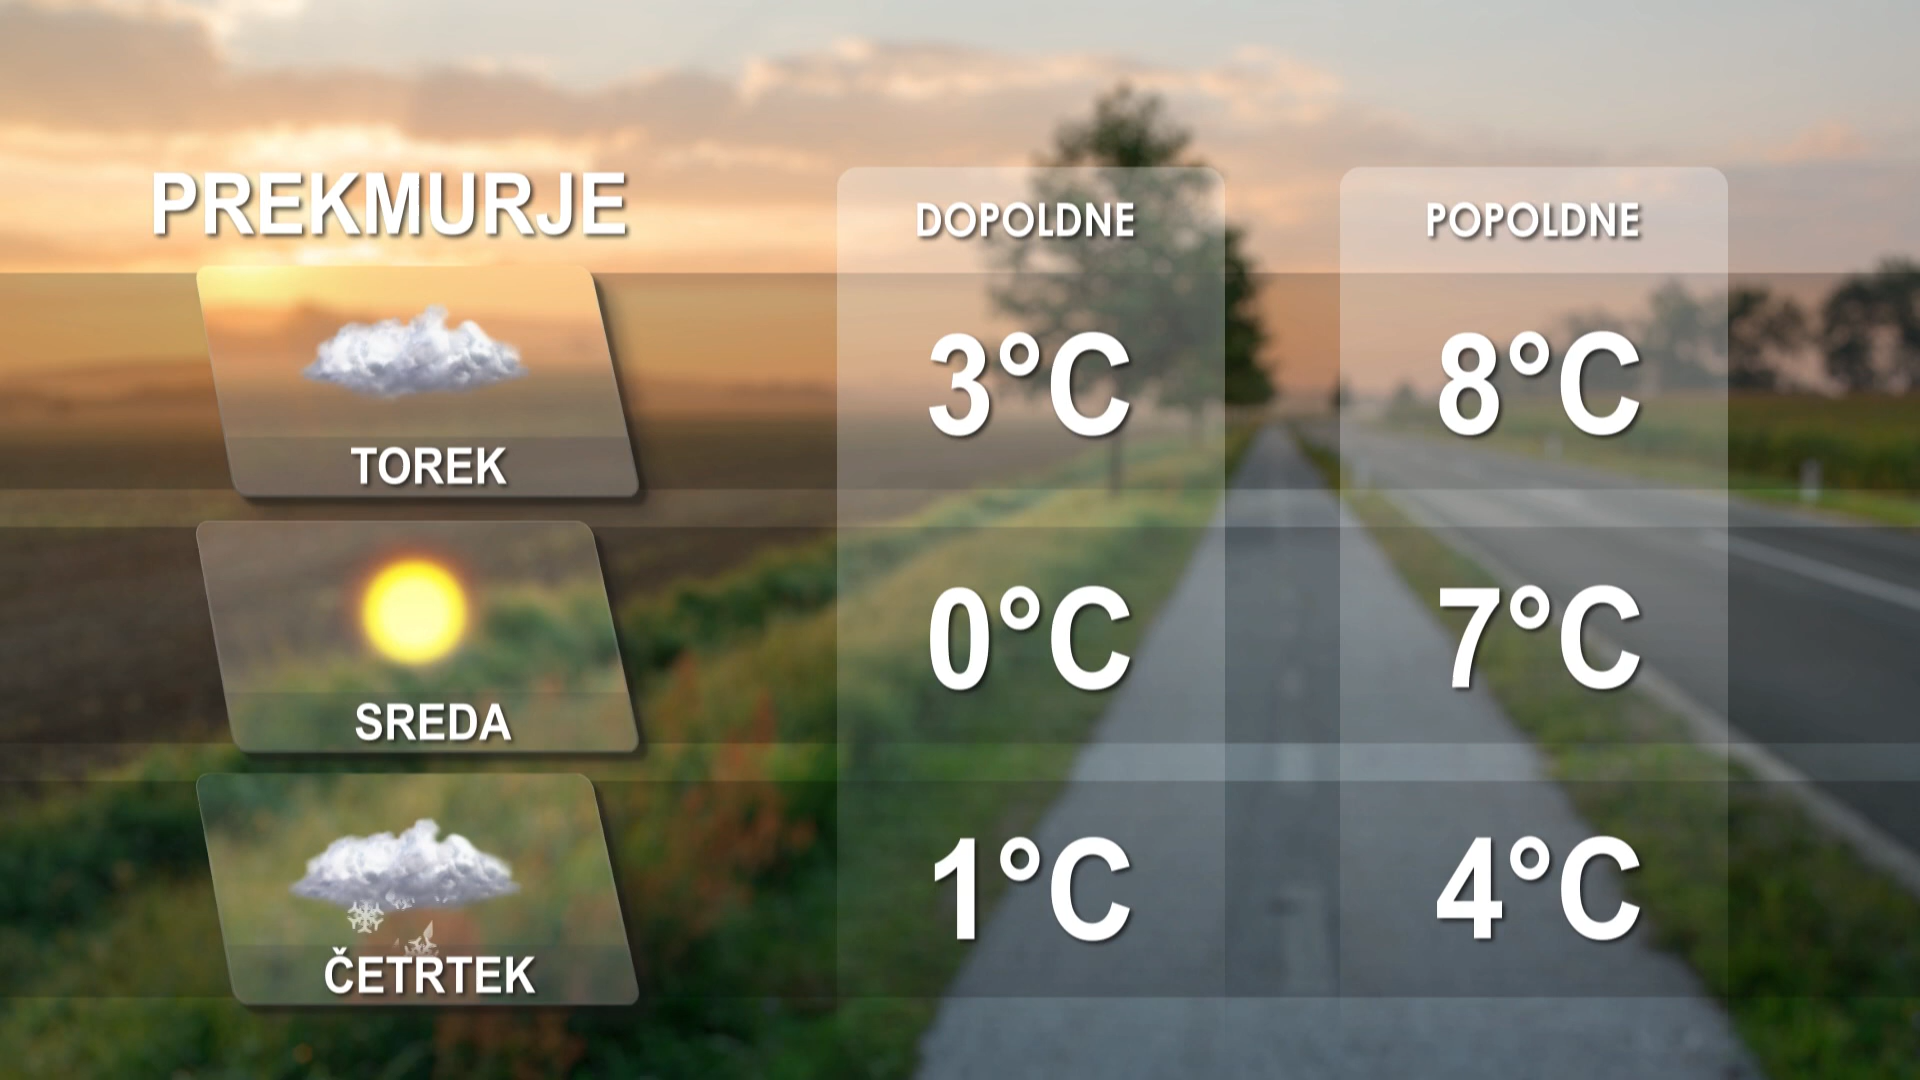 PREKMURJE
DOPOLDNE
POPOLDNE
3°C
8°C
TOREK
0°C
7°C
SREDA
1°C
4°C
ČETRTEK